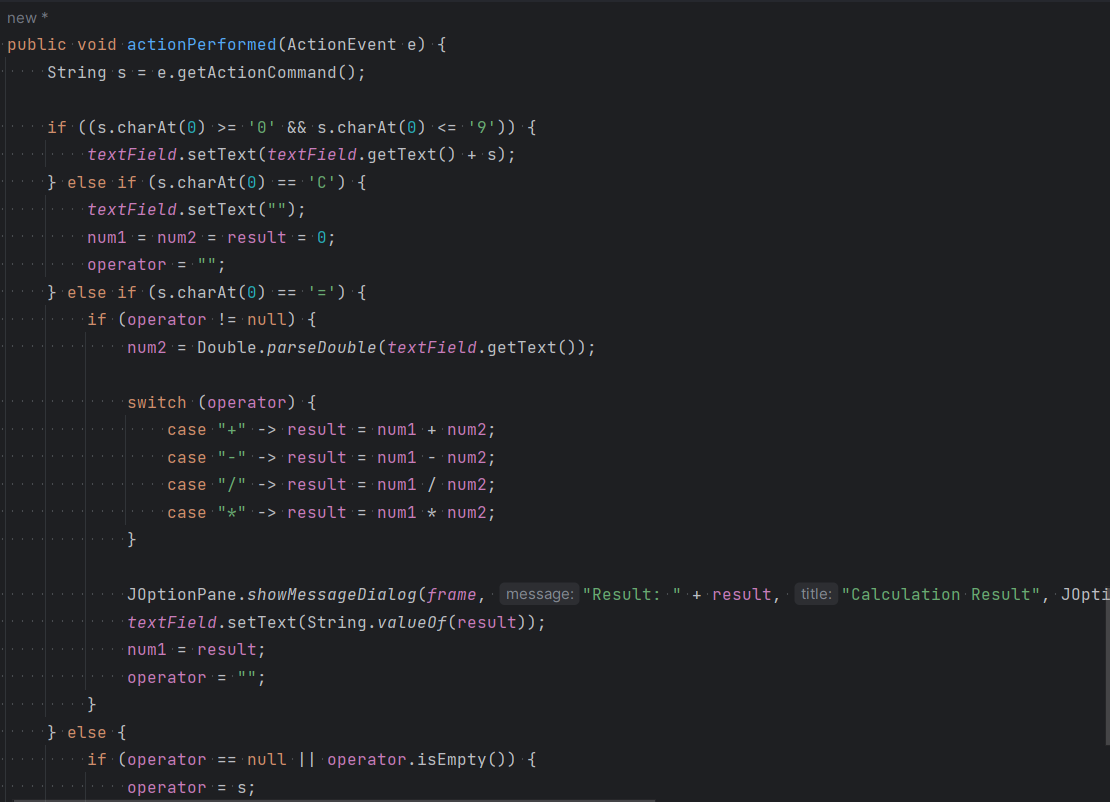 new *
public void actionPerformed(ActionEvent e) {
    String s = e.getActionCommand();

    if ((s.charAt(0) >= '0' && s.charAt(0) <= '9')) {
        textField.setText(textField.getText() + s);
    } else if (s.charAt(0) == 'C') {
        textField.setText("");
        num1 = num2 = result = 0;
        operator = "";
    } else if (s.charAt(0) == '=') {
        if (operator != null) {
            num2 = Double.parseDouble(textField.getText());

            switch (operator) {
                case "+" -> result = num1 + num2;
                case "-" -> result = num1 - num2;
                case "/" -> result = num1 / num2;
                case "*" -> result = num1 * num2;
            }

            JOptionPane.showMessageDialog(frame, message: "Result: " + result, title: "Calculation Result", JOpti
            textField.setText(String.valueOf(result));
            num1 = result;
            operator = "";
        }
    } else {
        if (operator == null || operator.isEmpty()) {
            operator = s;